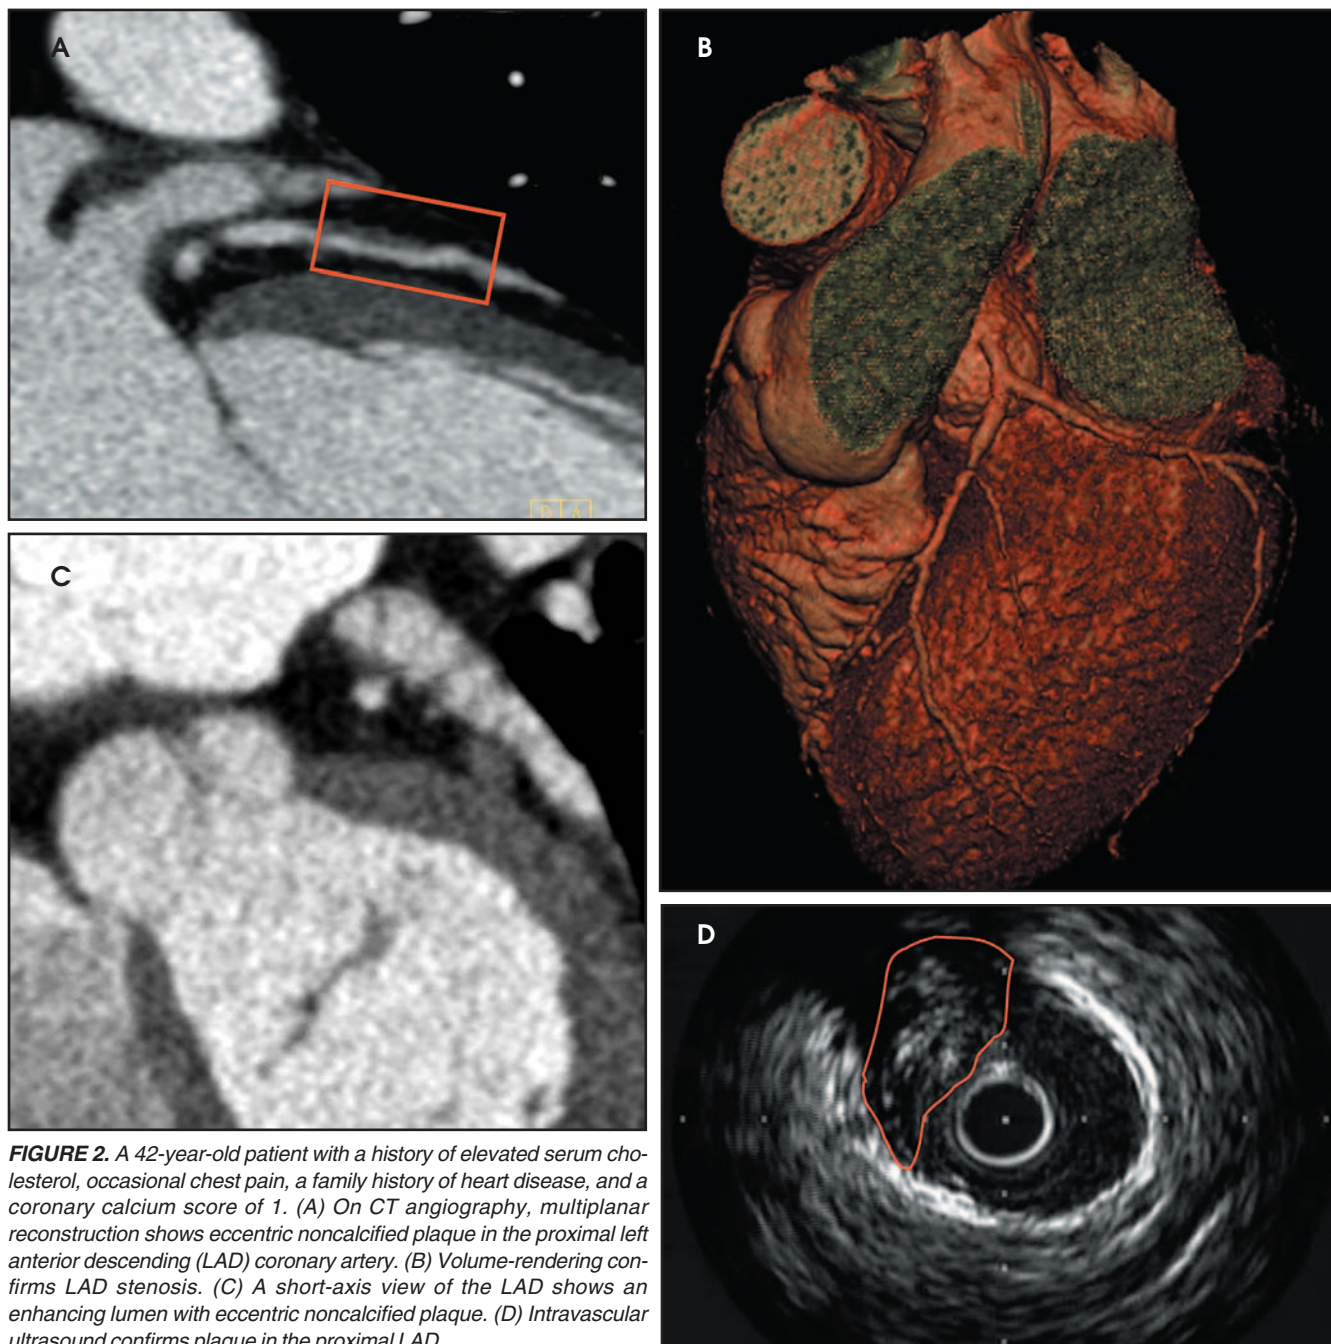 A
B
C
D
FIGURE 2. A 42-year-old patient with a history of elevated serum cho-
lesterol, occasional chest pain, a family history of heart disease, and a
coronary calcium score of 1. (A) On CT angiography, multiplanar
reconstruction shows eccentric noncalcified plaque in the proximal left
anterior descending (LAD) coronary artery. (B) Volume-rendering con-
firms LAD stenosis. (C) A short-axis view of the LAD shows an
enhancing lumen with eccentric noncalcified plaque. (D) Intravascular
ultrasound confirms plaque in the proximal LAD.